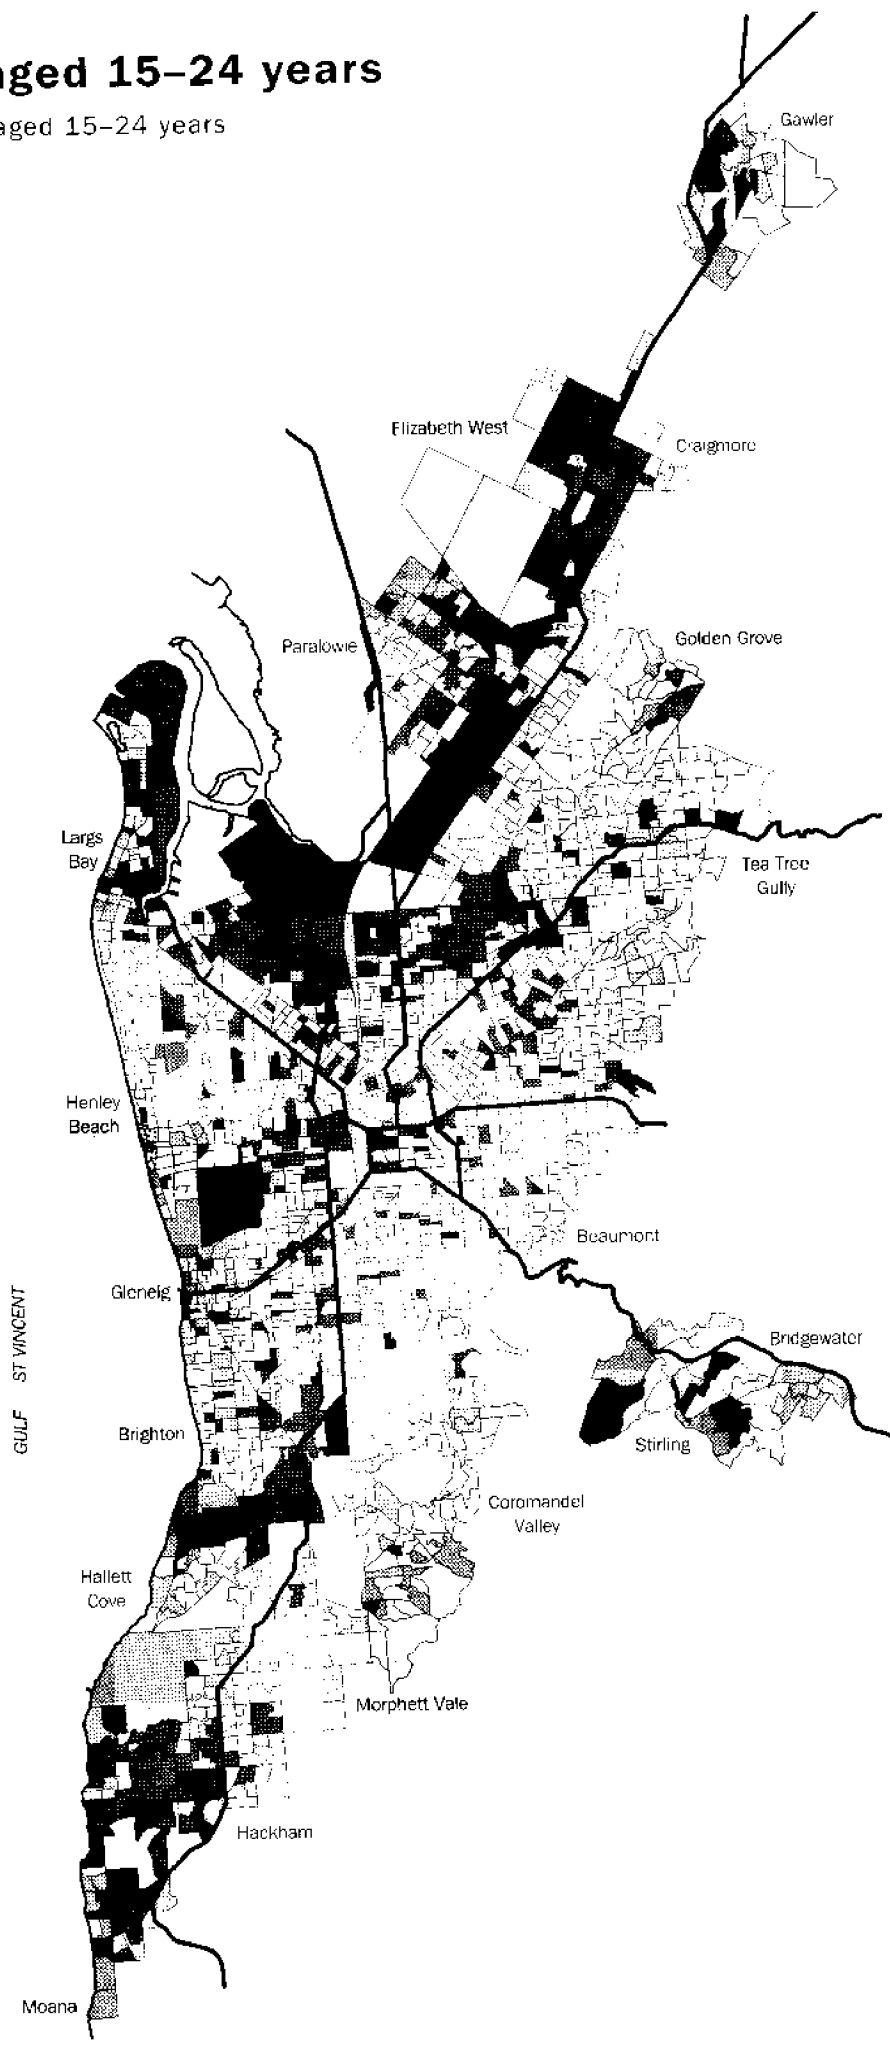 aged 15–24 years
aged 15–24 years
Gawler
Elizabeth West
Craigmore
Paralowie
Golden Grove
Largs
Bay
Tea Tree
Gully
Henley
Beach
Beaumont
Glenelg
GULF ST VINCENT
Bridgewater
Brighton
Stirling
Coromandel
Valley
Hallett
Cove
Morphett Vale
Hackham
Moana